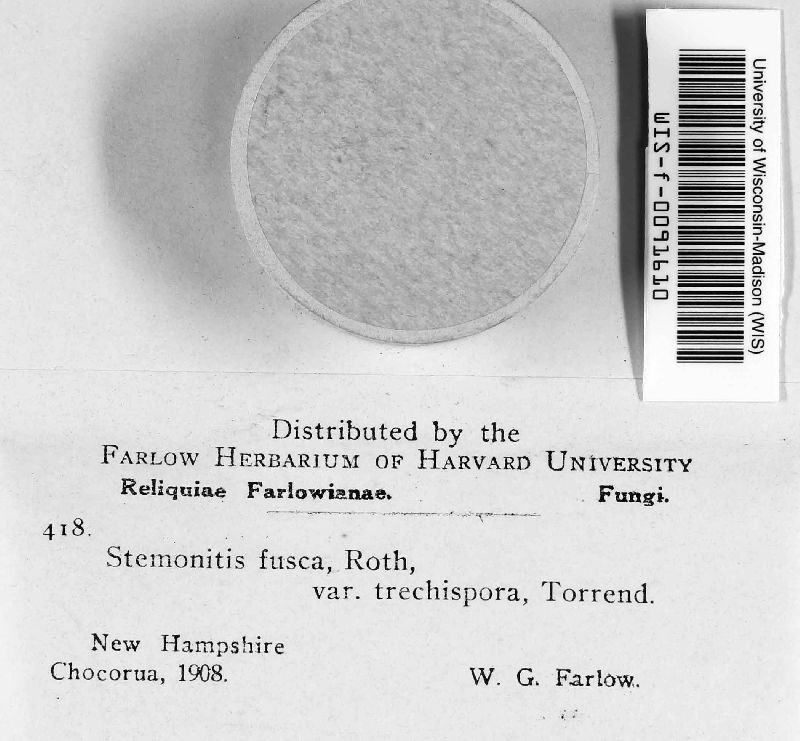 University of Wisconsin-Madison (WIS)
WIS-f-0091610
Distributed by the
FARLOW HERBARIUM OF HARVARD UNIVERSITY
Reliquiae Farlowianae. Fungi.
418.
Stemonitis fusca, Roth,
var. trechispora, Torrend.
New Hampshire
Chocorua, 1908. W. G. Farlow.